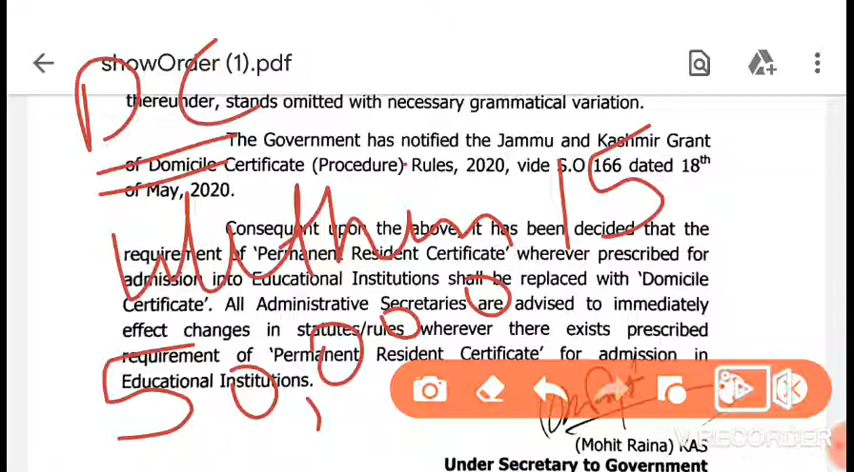 showOrder (1).pdf
DC
thereunder, stands omitted with necessary grammatical variation.
The Government has notified the Jammu and Kashmir Grant
of Domicile Certificate (Procedure) Rules, 2020, vide S.O 166 dated 18th
of May, 2020.
within 15
Consequent upon the above, it has been decided that the
requirement of 'Permanent Resident Certificate' wherever prescribed for
admission into Educational Institutions shall be replaced with 'Domicile
Certificate'. All Administrative Secretaries are advised to immediately
effect changes in statutes/rules wherever there exists prescribed
requirement of 'Permanent Resident Certificate' for admission in
Educational Institutions.
50,000
(Mohit Raina) KAS
V RECORDER
Under Secretary to Government